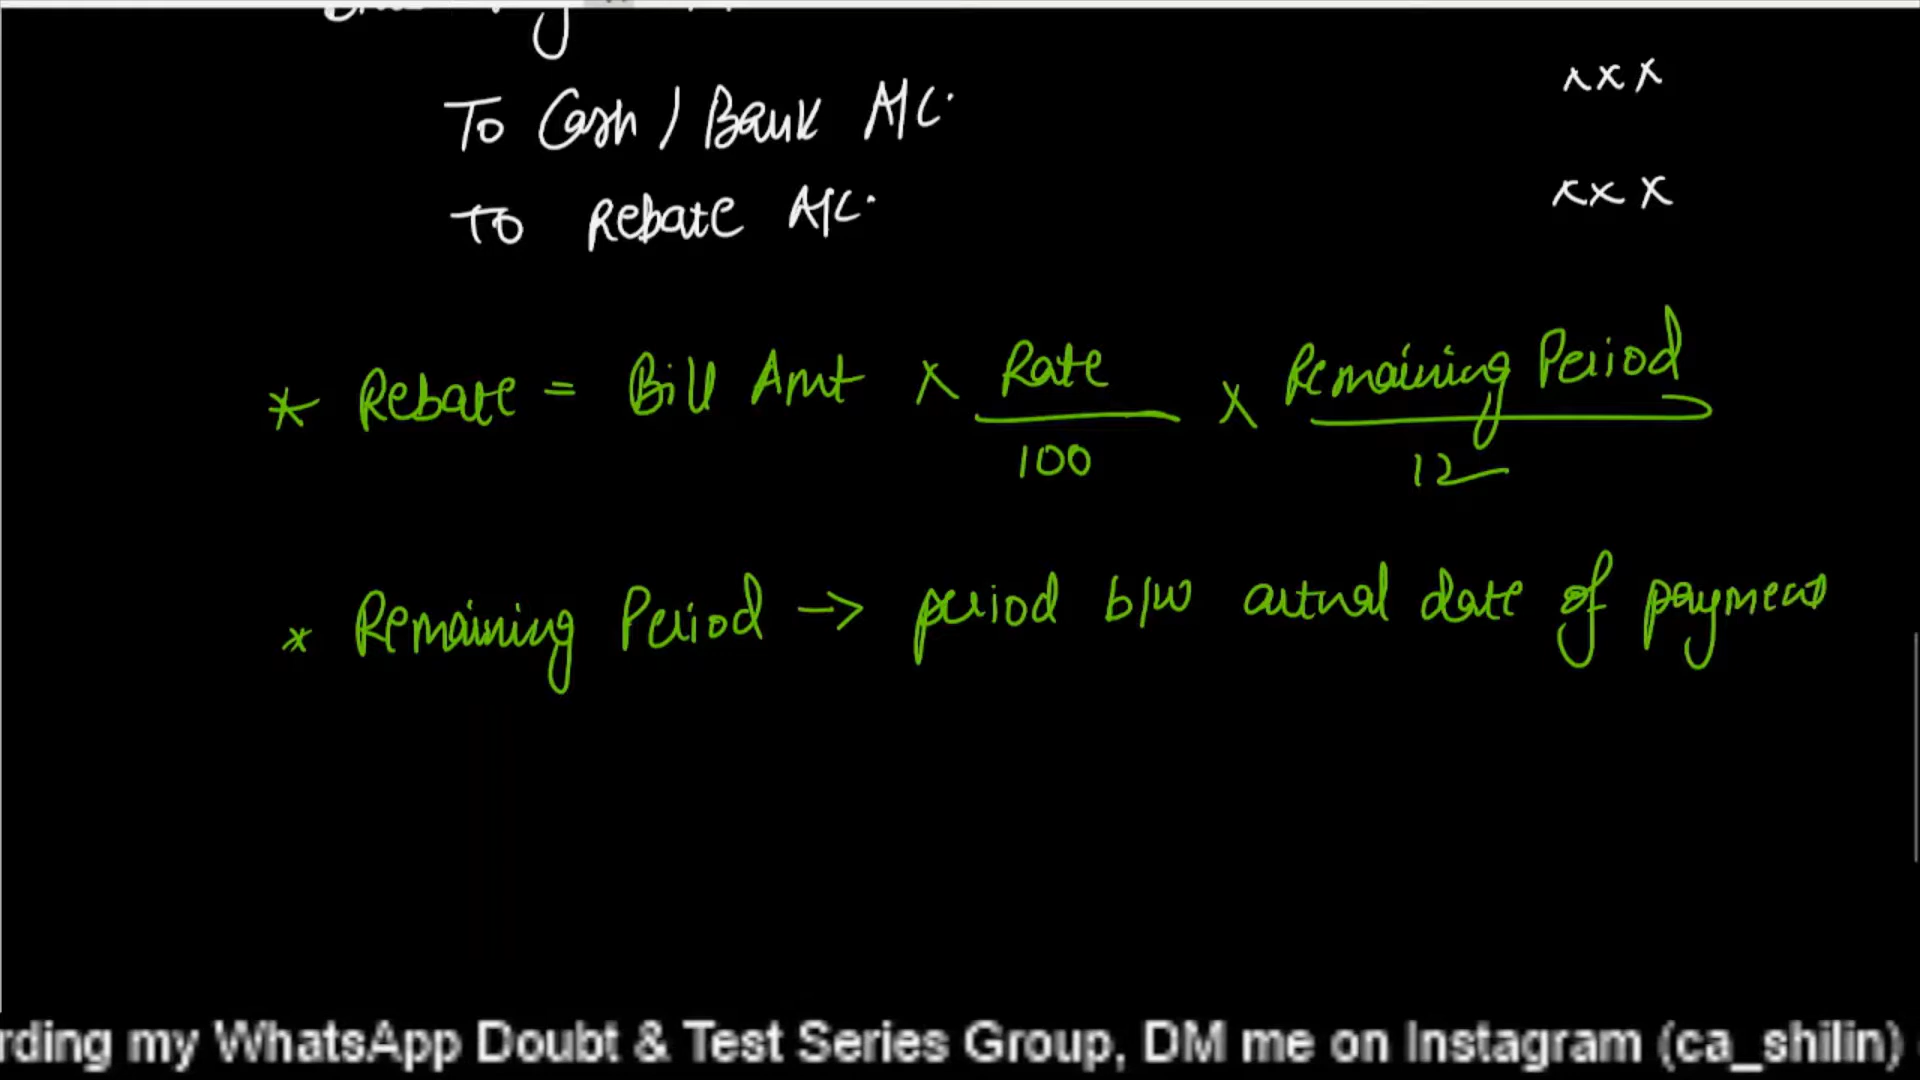 xxx
To Cash / Bank A/C.
xxx
To Rebate A/C.
* Rebate = Bill Amt x Rate / 100 x Remaining Period / 12
* Remaining Period -> period b/w actual date of payment
rding my WhatsApp Doubt & Test Series Group, DM me on Instagram (ca_shilin)